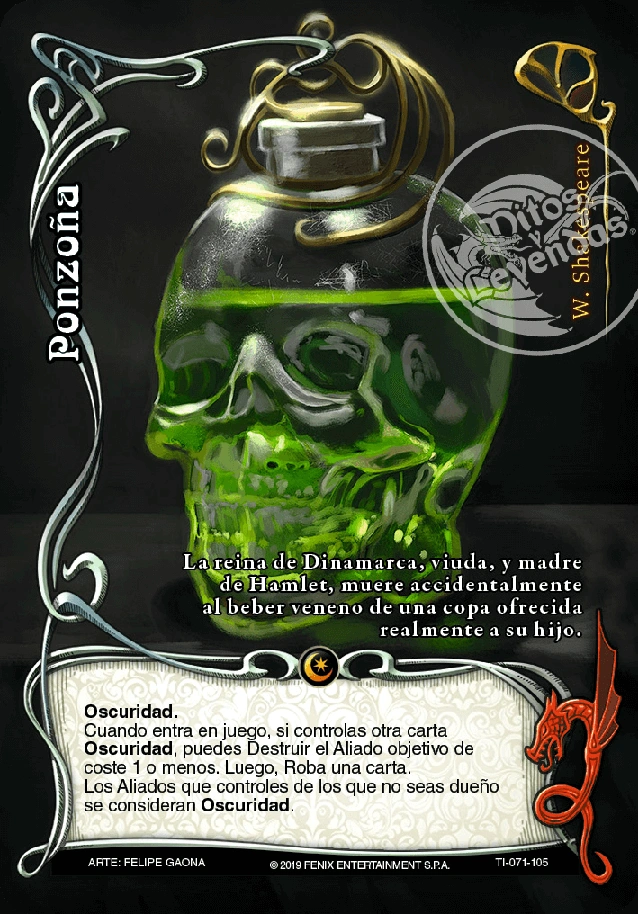 Ponzoña
W. Shakespeare
Mitos
y
Leyendas
La reina de Dinamarca, viuda, y madre
de Hamlet, muere accidentalmente
al beber veneno de una copa ofrecida
realmente a su hijo.
Oscuridad.
Cuando entra en juego, si controlas otra carta
Oscuridad, puedes Destruir el Aliado objetivo de
coste 1 o menos. Luego, Roba una carta.
Los Aliados que controles de los que no seas dueño
se consideran Oscuridad.
ARTE: FELIPE GAONA
© 2019 FENIX ENTERTAINMENT S.P.A.
TI-071-105